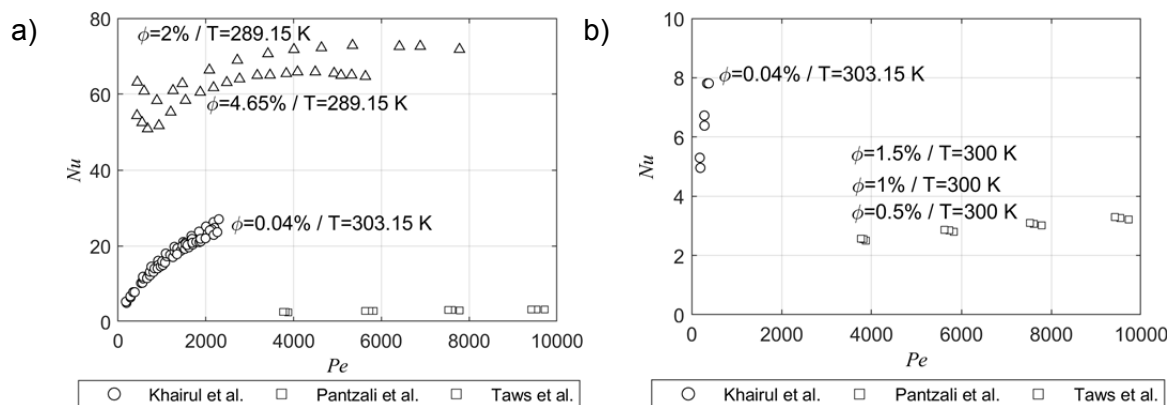 a)
80
60
40
20
0
Nu
ϕ=2% / T=289.15 K
ϕ=4.65% / T=289.15 K
ϕ=0.04% / T=303.15 K
0 2000 4000 6000 8000 10000
Pe
Khairul et al. Pantzali et al. Taws et al.
b)
10
8
6
4
2
0
Nu
ϕ=0.04% / T=303.15 K
ϕ=1.5% / T=300 K
ϕ=1% / T=300 K
ϕ=0.5% / T=300 K
0 2000 4000 6000 8000 10000
Pe
Khairul et al. Pantzali et al. Taws et al.